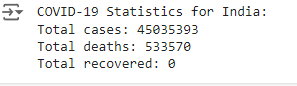 COVID-19 Statistics for India:
Total cases: 45035393
Total deaths: 533570
Total recovered: 0